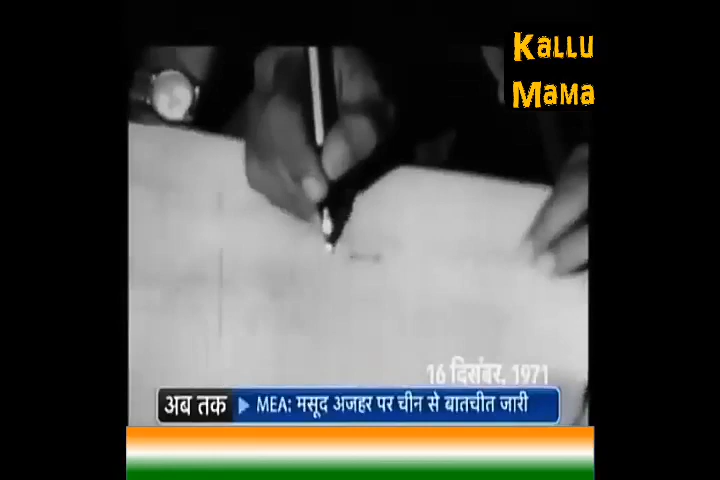 KALLU
MAMA
16 दिसंबर, 1971
अब तक ▶ MEA: मसूद अजहर पर चीन से बातचीत जारी